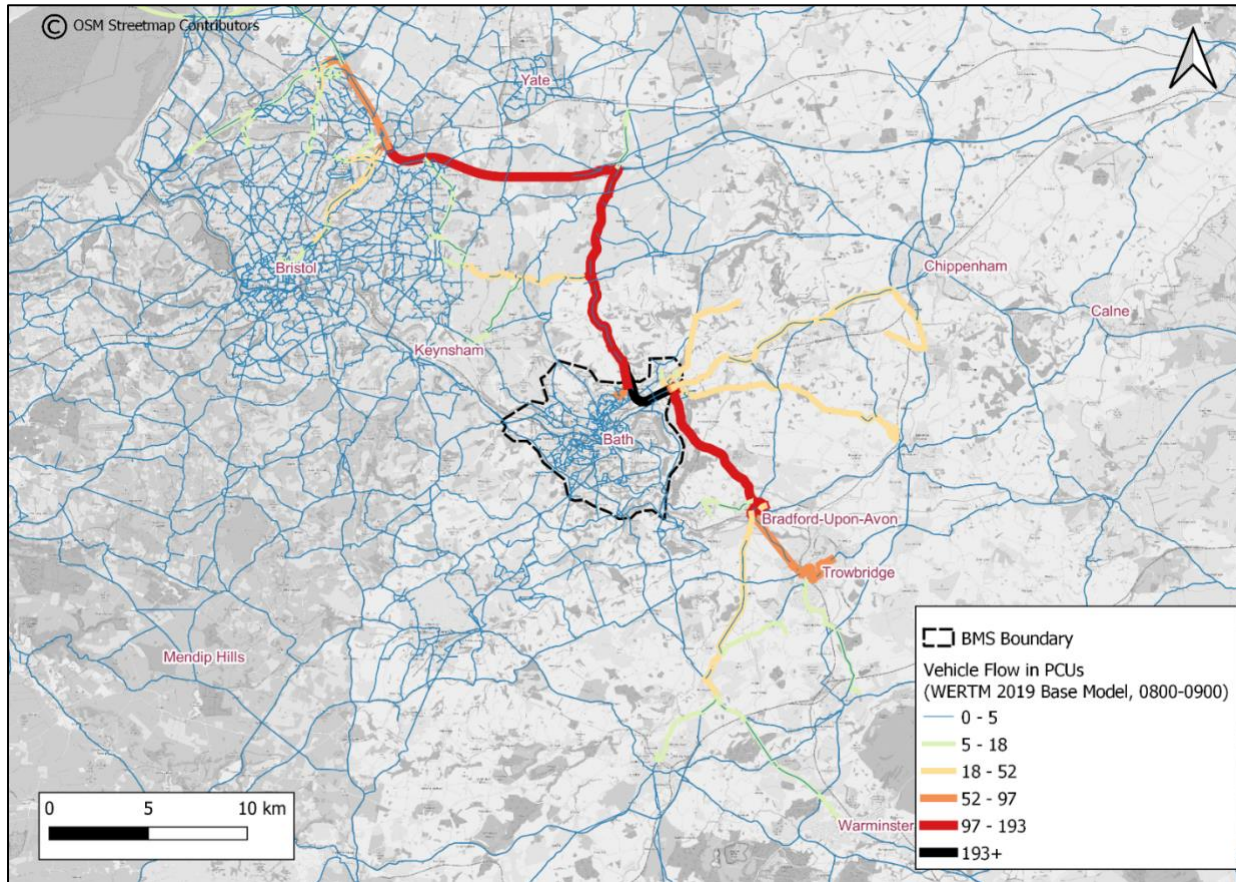 © OSM Streetmap Contributors
Yate
Bristol
Chippenham
Calne
Keynsham
Bath
Bradford-Upon-Avon
Trowbridge
Mendip Hills
Warminster
BMS Boundary
Vehicle Flow in PCUs
(WERTM 2019 Base Model, 0800-0900)
0 - 5
5 - 18
18 - 52
52 - 97
97 - 193
193+
0 5 10 km